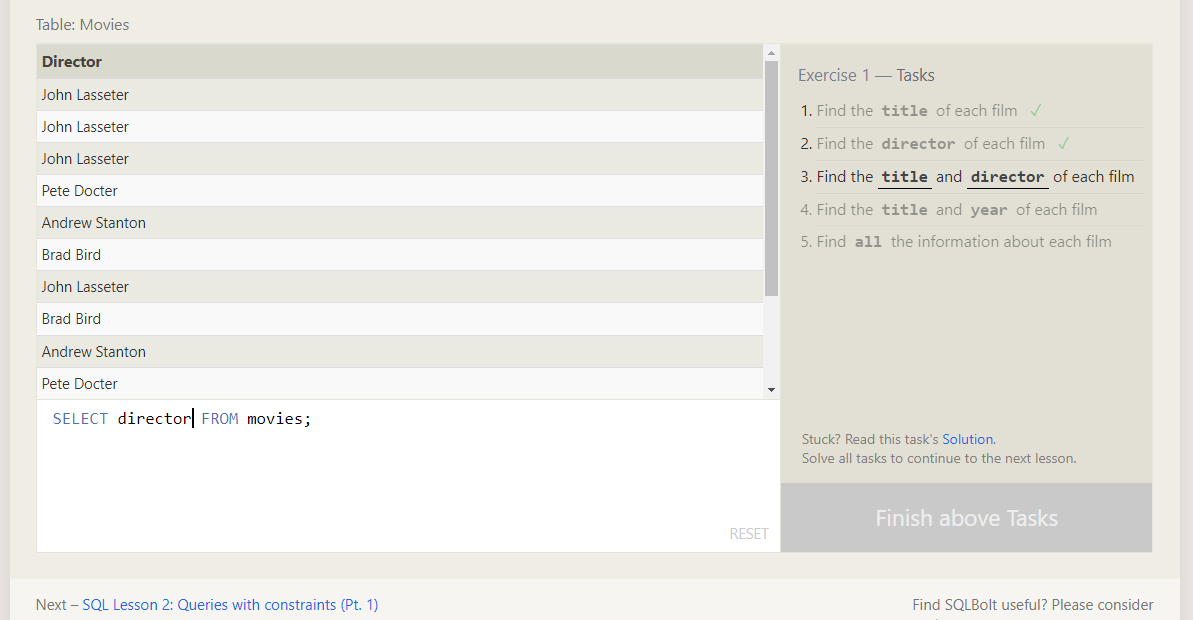 Table: Movies
Director
John Lasseter
John Lasseter
John Lasseter
Pete Docter
Andrew Stanton
Brad Bird
John Lasseter
Brad Bird
Andrew Stanton
Pete Docter
SELECT director FROM movies;
RESET
Exercise 1 — Tasks
1. Find the title of each film ✓
2. Find the director of each film ✓
3. Find the title and director of each film
4. Find the title and year of each film
5. Find all the information about each film
Stuck? Read this task's Solution.
Solve all tasks to continue to the next lesson.
Finish above Tasks
Next – SQL Lesson 2: Queries with constraints (Pt. 1)
Find SQLBolt useful? Please consider